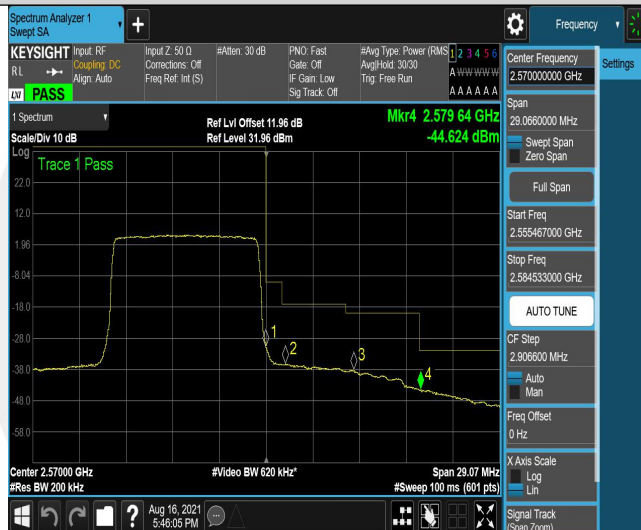 Spectrum Analyzer 1
Swept SA
Frequency
KEYSIGHT
RL
LXI PASS
Input: RF
Coupling: DC
Align: Auto
Input Z: 50 Ω
Corrections: Off
Freq Ref: Int (S)
#Atten: 30 dB
PNO: Fast
Gate: Off
IF Gain: Low
Sig Track: Off
#Avg Type: Power (RMS
Avg|Hold: 30/30
Trig: Free Run
1 2 3 4 5 6
A W W W W W
A A A A A A
1 Spectrum
Scale/Div 10 dB
Ref Lvl Offset 11.96 dB
Ref Level 31.96 dBm
Mkr4 2.579 64 GHz
-44.624 dBm
Log
Trace 1 Pass
22.0
12.0
1.96
-8.04
-18.0
-28.0
-38.0
-48.0
-58.0
1
2
3
4
Center 2.57000 GHz
#Res BW 200 kHz
#Video BW 620 kHz*
Span 29.07 MHz
#Sweep 100 ms (601 pts)
Aug 16, 2021
5:46:05 PM
Center Frequency
2.570000000 GHz
Settings
Span
29.0660000 MHz
Swept Span
Zero Span
Full Span
Start Freq
2.555467000 GHz
Stop Freq
2.584533000 GHz
AUTO TUNE
CF Step
2.906600 MHz
Auto
Man
Freq Offset
0 Hz
X Axis Scale
Log
Lin
Signal Track
(Span Zoom)